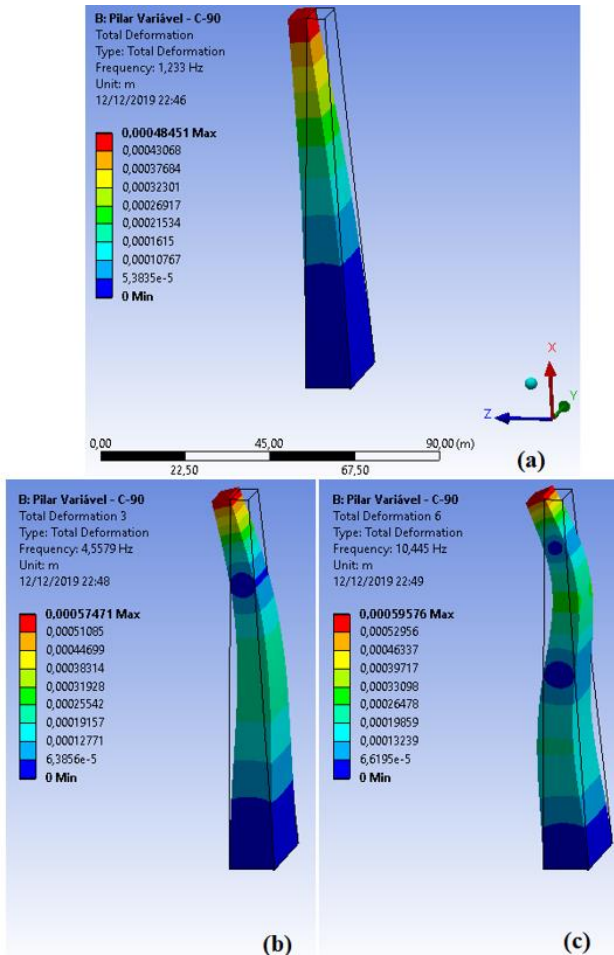 B: Pilar Variável - C-90
Total Deformation
Type: Total Deformation
Frequency: 1,233 Hz
Unit: m
12/12/2019 22:46
0,00048451 Max
0,00043068
0,00037684
0,00032301
0,00026917
0,00021534
0,0001615
0,00010767
5,3835e-5
0 Min
X
Y
Z
0,00
45,00
90,00 (m)
22,50
67,50
(a)
B: Pilar Variável - C-90
Total Deformation 3
Type: Total Deformation
Frequency: 4,5579 Hz
Unit: m
12/12/2019 22:48
0,00057471 Max
0,00051085
0,00044699
0,00038314
0,00031928
0,00025542
0,00019157
0,00012771
6,3856e-5
0 Min
(b)
B: Pilar Variável - C-90
Total Deformation 6
Type: Total Deformation
Frequency: 10,445 Hz
Unit: m
12/12/2019 22:49
0,00059576 Max
0,00052956
0,00046337
0,00039717
0,00033098
0,00026478
0,00019859
0,00013239
6,6195e-5
0 Min
(c)